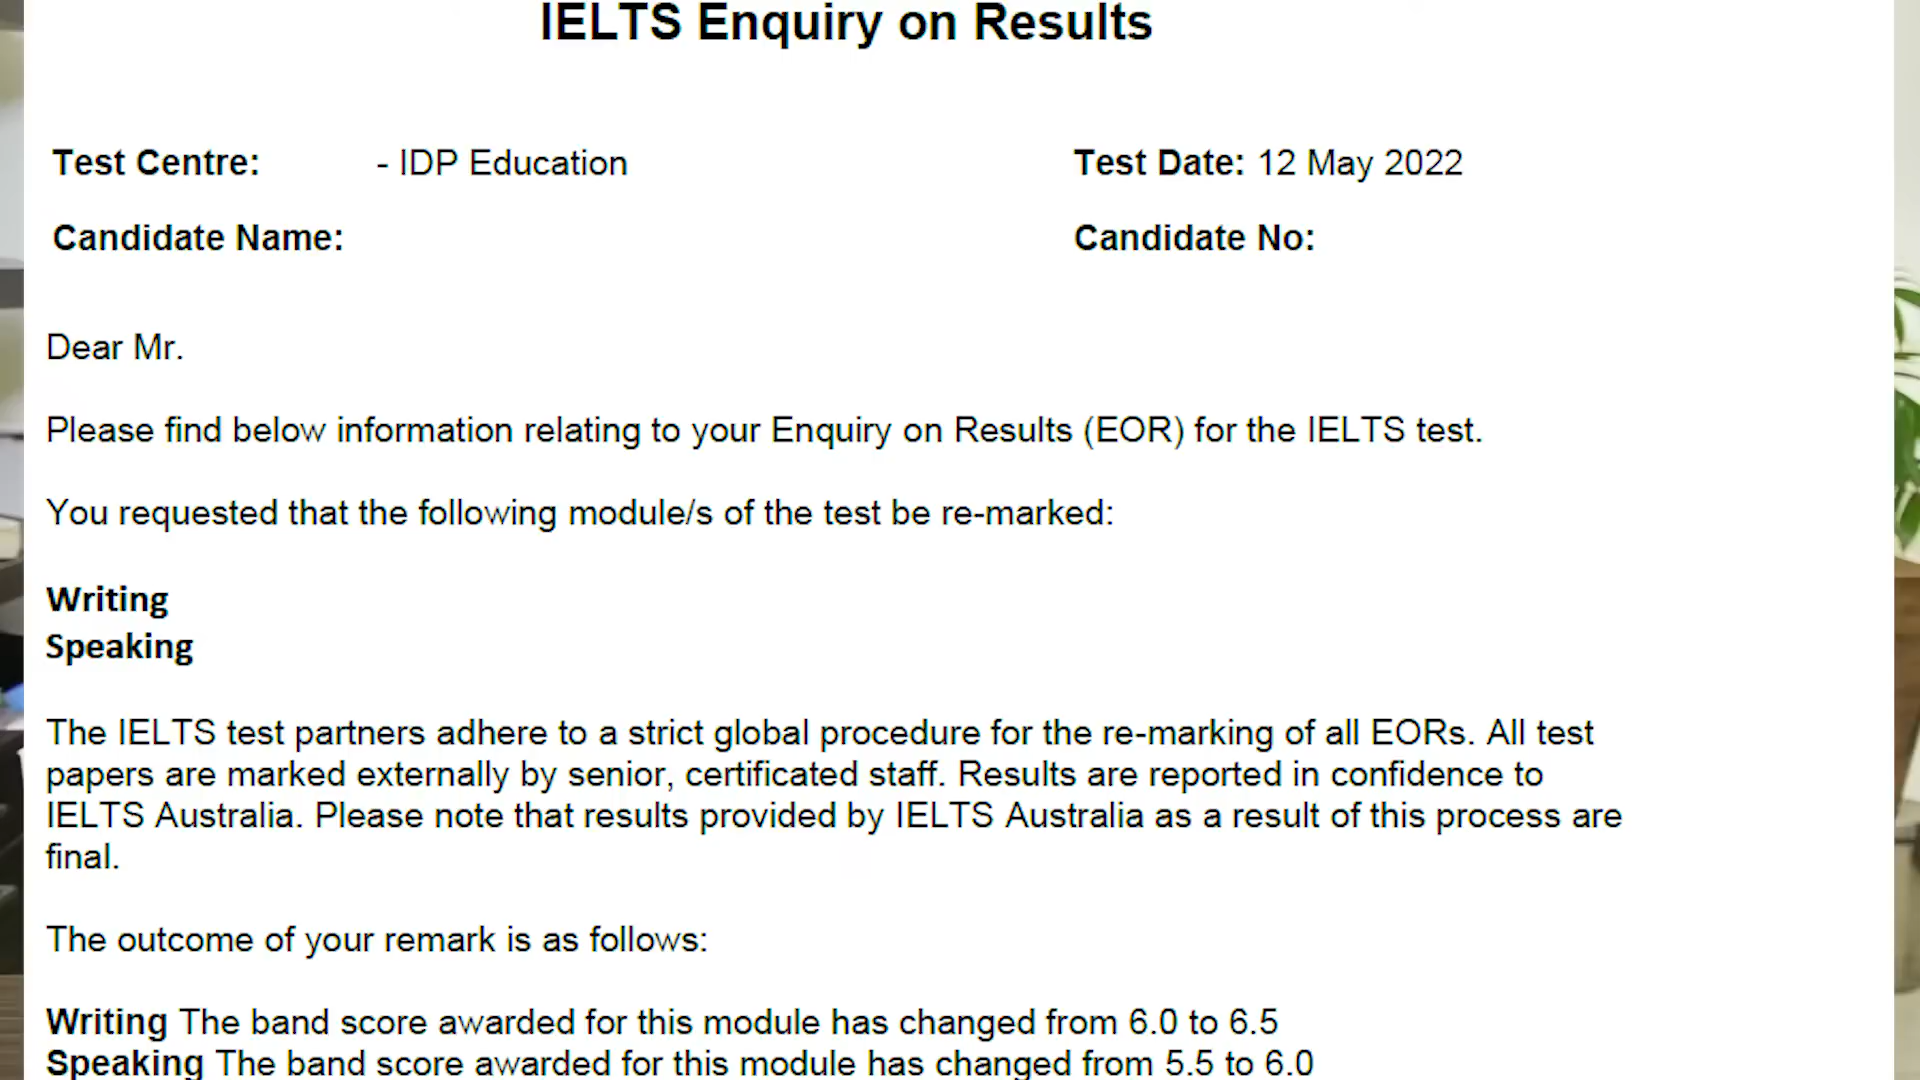 IELTS Enquiry on Results
Test Centre: - IDP Education Test Date: 12 May 2022
Candidate Name: Candidate No:
Dear Mr.
Please find below information relating to your Enquiry on Results (EOR) for the IELTS test.
You requested that the following module/s of the test be re-marked:
Writing
Speaking
The IELTS test partners adhere to a strict global procedure for the re-marking of all EORs. All test
papers are marked externally by senior, certificated staff. Results are reported in confidence to
IELTS Australia. Please note that results provided by IELTS Australia as a result of this process are
final.
The outcome of your remark is as follows:
Writing The band score awarded for this module has changed from 6.0 to 6.5
Speaking The band score awarded for this module has changed from 5.5 to 6.0